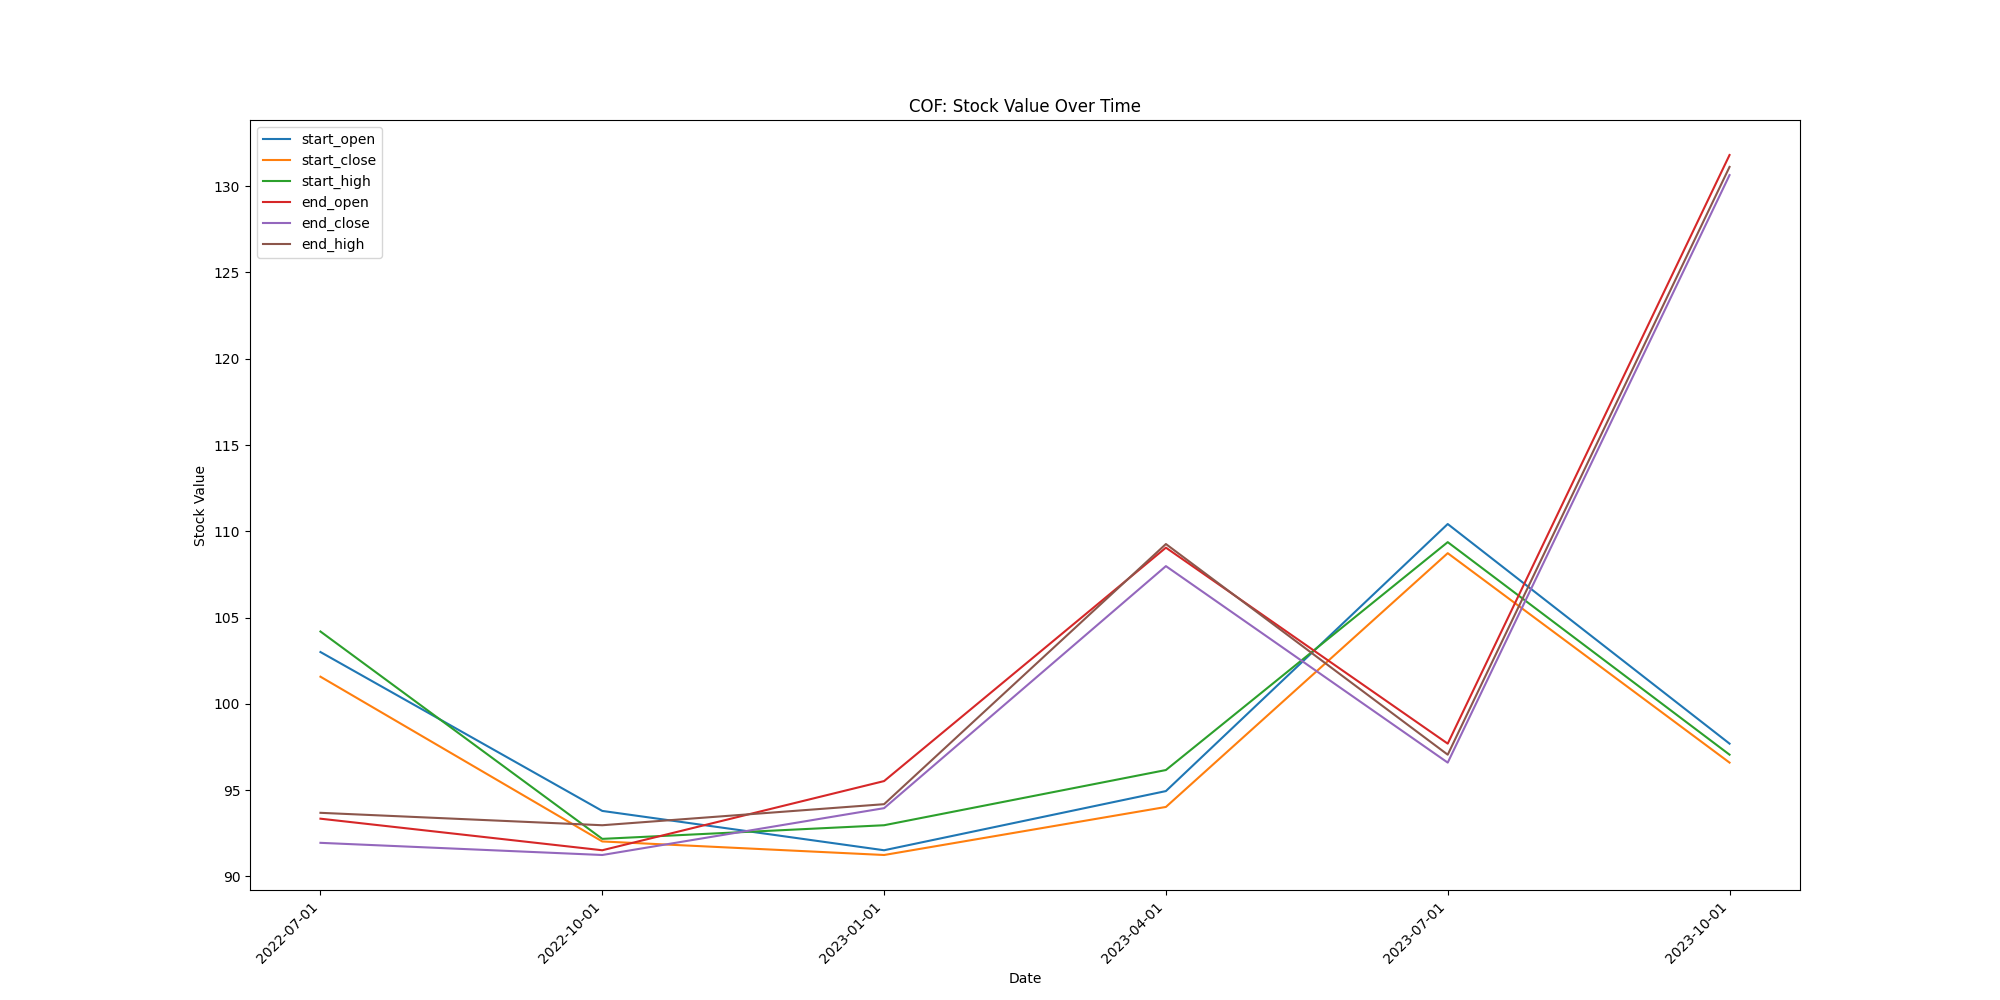 COF: Stock Value Over Time
start_open
start_close
start_high
end_open
end_close
end_high
130
125
120
115
110
105
100
95
90
Stock Value
2022-07-01
2022-10-01
2023-01-01
2023-04-01
2023-07-01
2023-10-01
Date